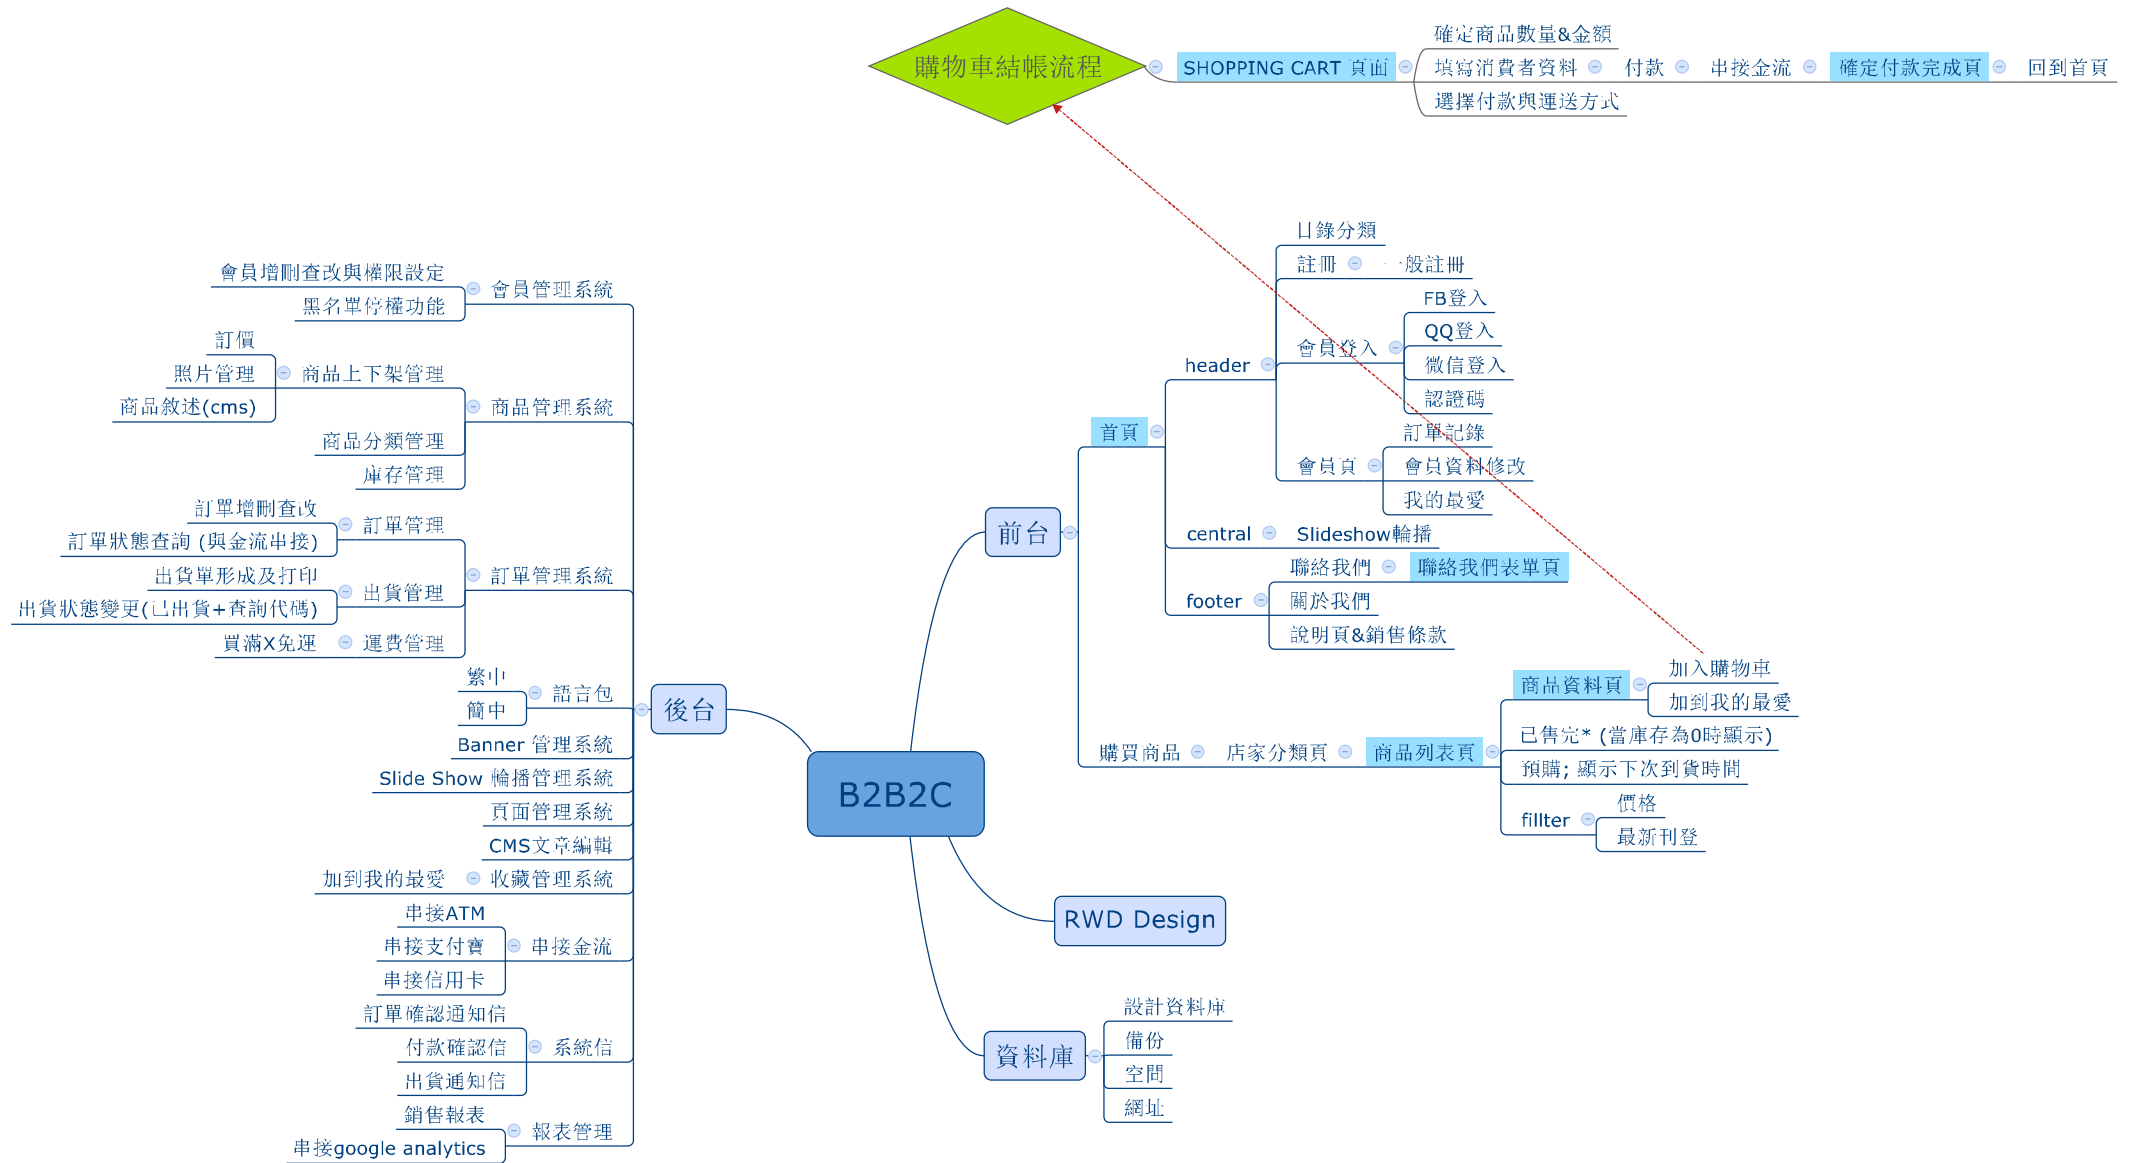 購物車結帳流程
SHOPPING CART 頁面
確定商品數量&金額
填寫消費者資料
付款
串接金流
確定付款完成頁
回到首頁
選擇付款與運送方式
B2B2C
前台
首頁
header
目錄分類
註冊
一般註冊
會員登入
FB登入
QQ登入
微信登入
認證碼
會員頁
訂單記錄
會員資料修改
我的最愛
central
Slideshow輪播
footer
聯絡我們
聯絡我們表單頁
關於我們
說明頁&銷售條款
購買商品
店家分類頁
商品列表頁
商品資料頁
加入購物車
加到我的最愛
已售完* (當庫存為0時顯示)
預購; 顯示下次到貨時間
fillter
價格
最新刊登
RWD Design
資料庫
設計資料庫
備份
空間
網址
後台
會員管理系統
會員增刪查改與權限設定
黑名單停權功能
商品管理系統
商品上下架管理
訂價
照片管理
商品敘述(cms)
商品分類管理
庫存管理
訂單管理系統
訂單管理
訂單增刪查改
訂單狀態查詢 (與金流串接)
出貨管理
出貨單形成及打印
出貨狀態變更(已出貨+查詢代碼)
運費管理
買滿X免運
語言包
繁中
簡中
Banner 管理系統
Slide Show 輪播管理系統
頁面管理系統
CMS文章編輯
收藏管理系統
加到我的最愛
串接金流
串接ATM
串接支付寶
串接信用卡
系統信
訂單確認通知信
付款確認信
出貨通知信
報表管理
銷售報表
串接google analytics